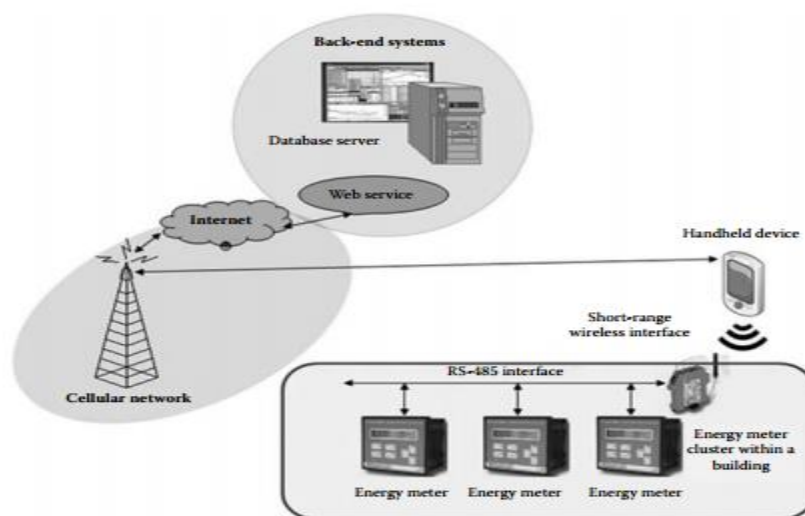 Back-end systems
Database server
Web service
Internet
Handheld device
Short-range
wireless interface
Cellular network
RS-485 interface
Energy meter
cluster within a
building
Energy meter
Energy meter
Energy meter